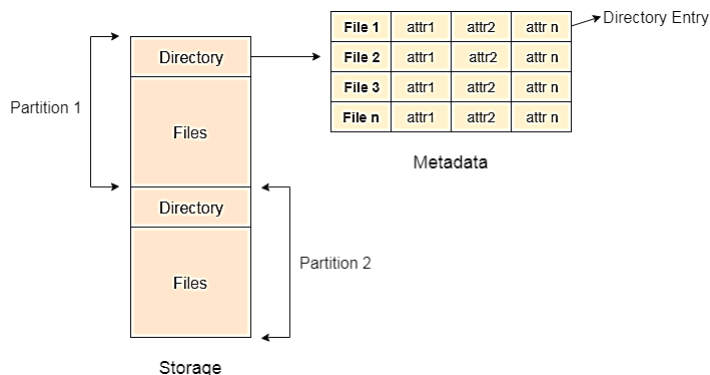 File 1 attr1 attr2 attr n
Directory Entry
File 2 attr1 attr2 attr n
File 3 attr1 attr2 attr n
File n attr1 attr2 attr n
Metadata
Partition 1
Directory
Files
Directory
Files
Partition 2
Storage